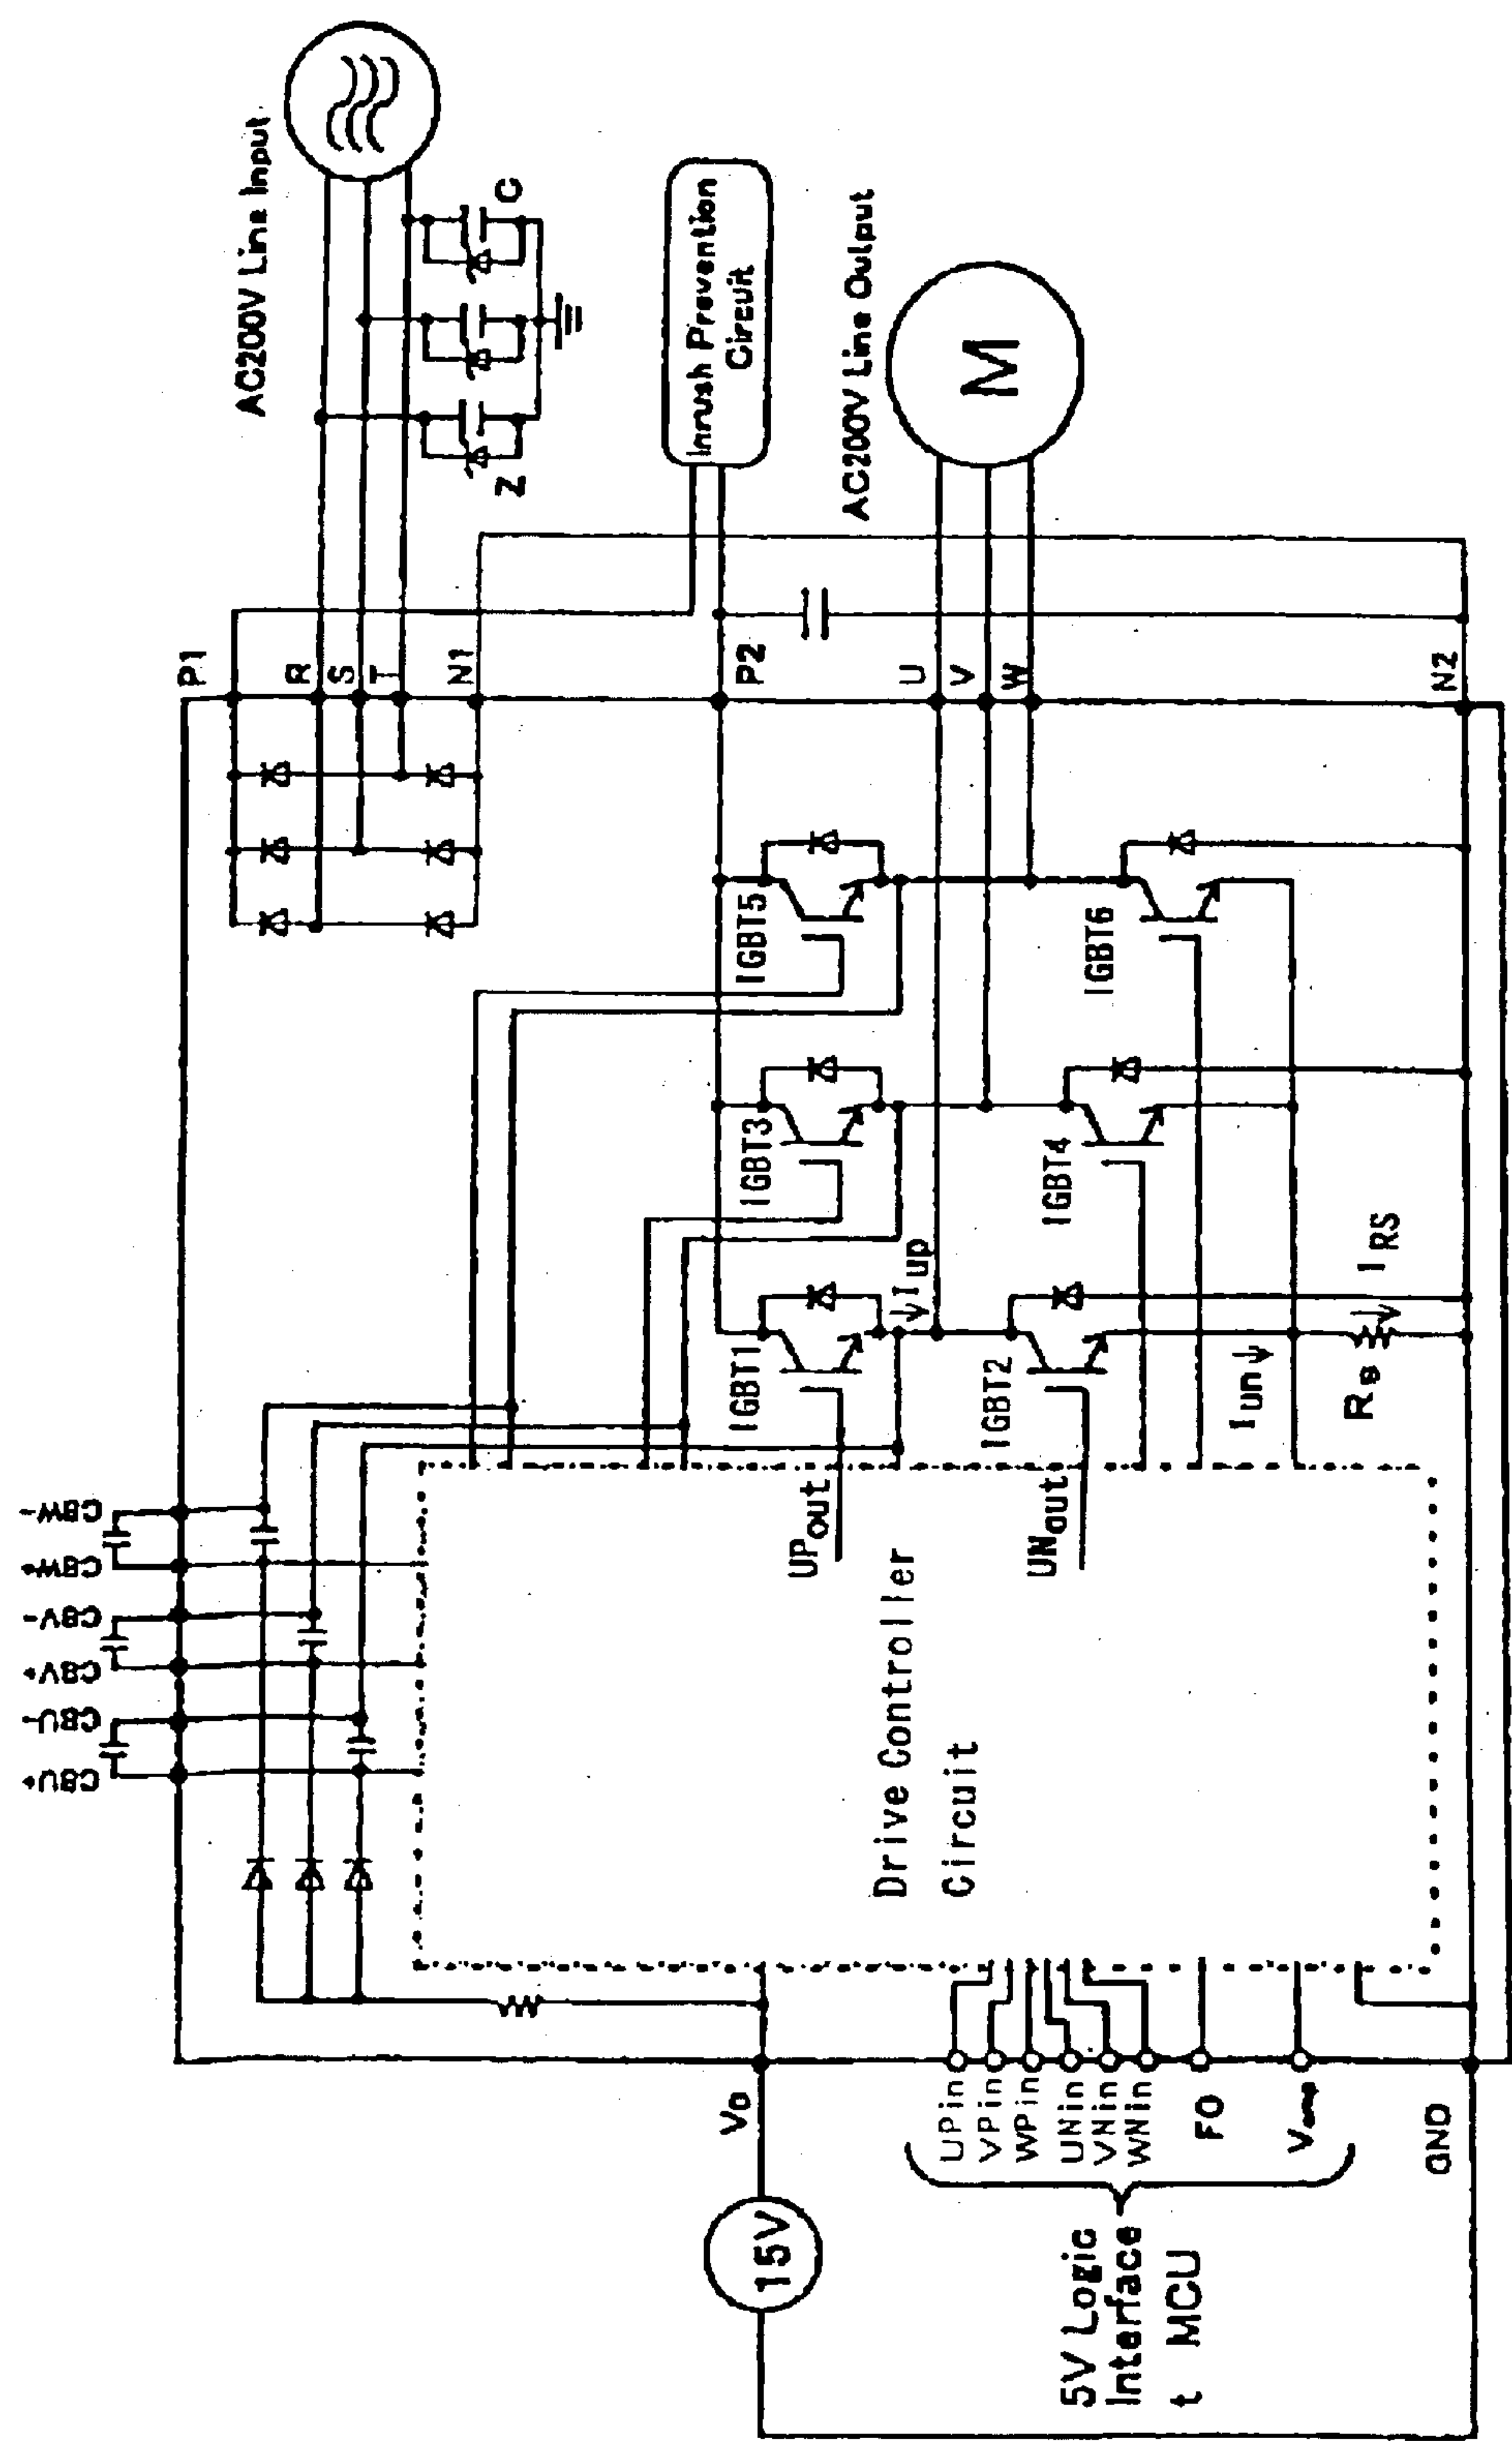 CBU+
CBU-
CBV+
CBV-
CBW+
CBW-
P1
R
S
T
N1
AC200V Line Input
Z
C
Inrush Prevention
Circuit
P2
AC200V Line Output
M
U
V
W
N2
IGBT1
IGBT3
IGBT5
IGBT2
IGBT4
IGBT6
Iup
Iun
Rs
IRS
UPout
UNout
Drive Controller
Circuit
VD
15V
UPin
VPin
WPin
UNin
VNin
WNin
FO
GND
5V Logic
Interface
t MCU